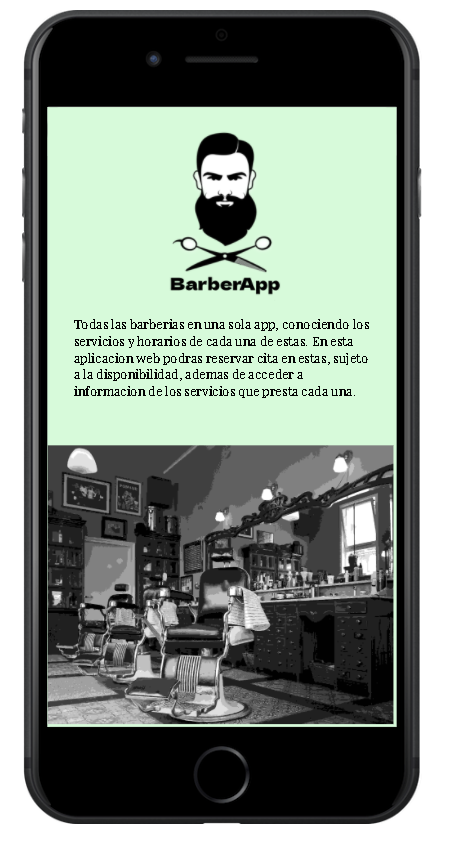 BarberApp
Todas las barberias en una sola app, conociendo los
servicios y horarios de cada una de estas. En esta
aplicacion web podras reservar cita en estas, sujeto
a la disponibilidad, ademas de acceder a
informacion de los servicios que presta cada una.